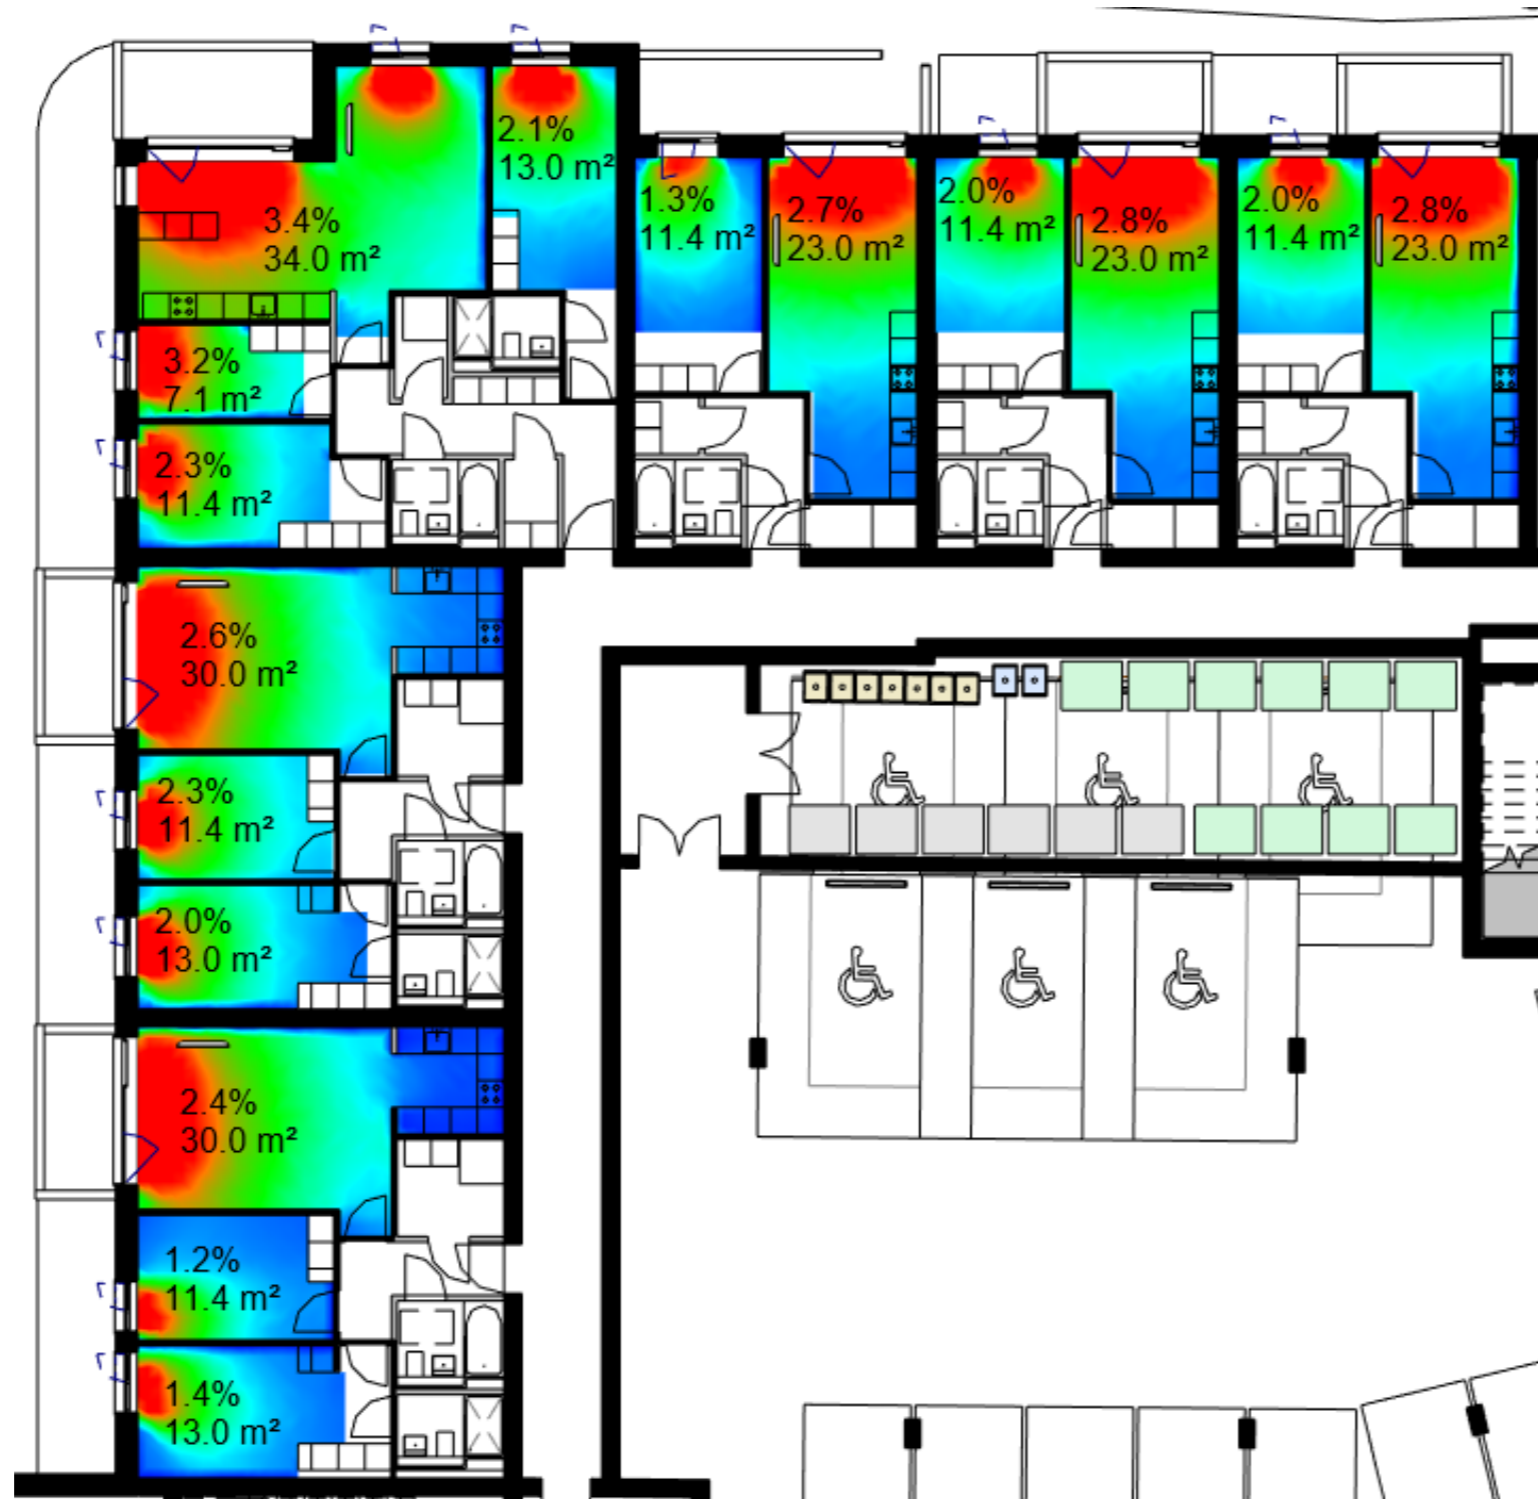 2.1%
13.0 m²
3.4%
34.0 m²
1.3%
11.4 m²
2.7%
23.0 m²
2.0%
11.4 m²
2.8%
23.0 m²
2.0%
11.4 m²
2.8%
23.0 m²
3.2%
7.1 m²
2.3%
11.4 m²
2.6%
30.0 m²
2.3%
11.4 m²
2.0%
13.0 m²
2.4%
30.0 m²
1.2%
11.4 m²
1.4%
13.0 m²